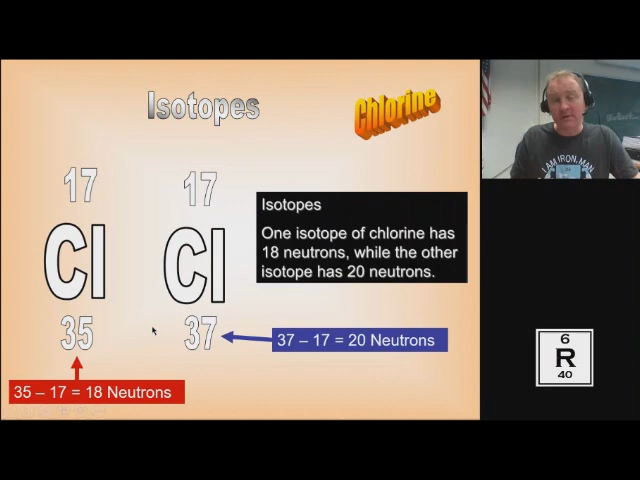 Isotopes
Chlorine
17
17
Cl
Cl
35
37
Isotopes
One isotope of chlorine has
18 neutrons, while the other
isotope has 20 neutrons.
37 – 17 = 20 Neutrons
35 – 17 = 18 Neutrons
I AM IRON, MAN
6
R
40